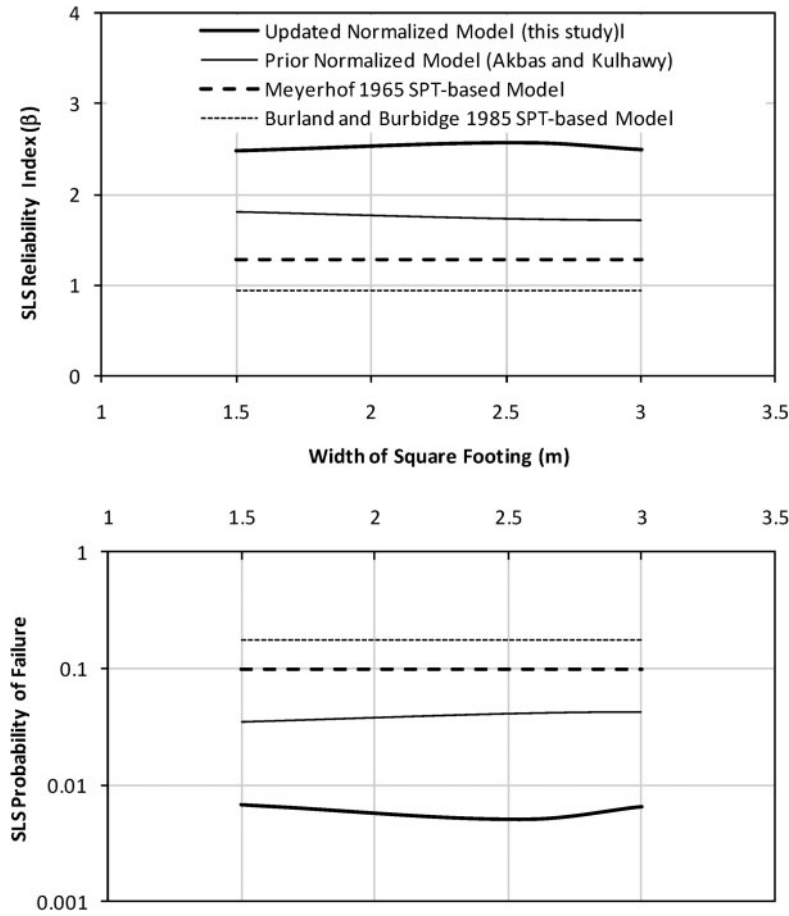 Updated Normalized Model (this study)l
Prior Normalized Model (Akbas and Kulhawy)
Meyerhof 1965 SPT-based Model
Burland and Burbidge 1985 SPT-based Model
SLS Reliability Index (β)
4
3
2
1
0
1 1.5 2 2.5 3 3.5
Width of Square Footing (m)
1 1.5 2 2.5 3 3.5
SLS Probability of Failure
1
0.1
0.01
0.001